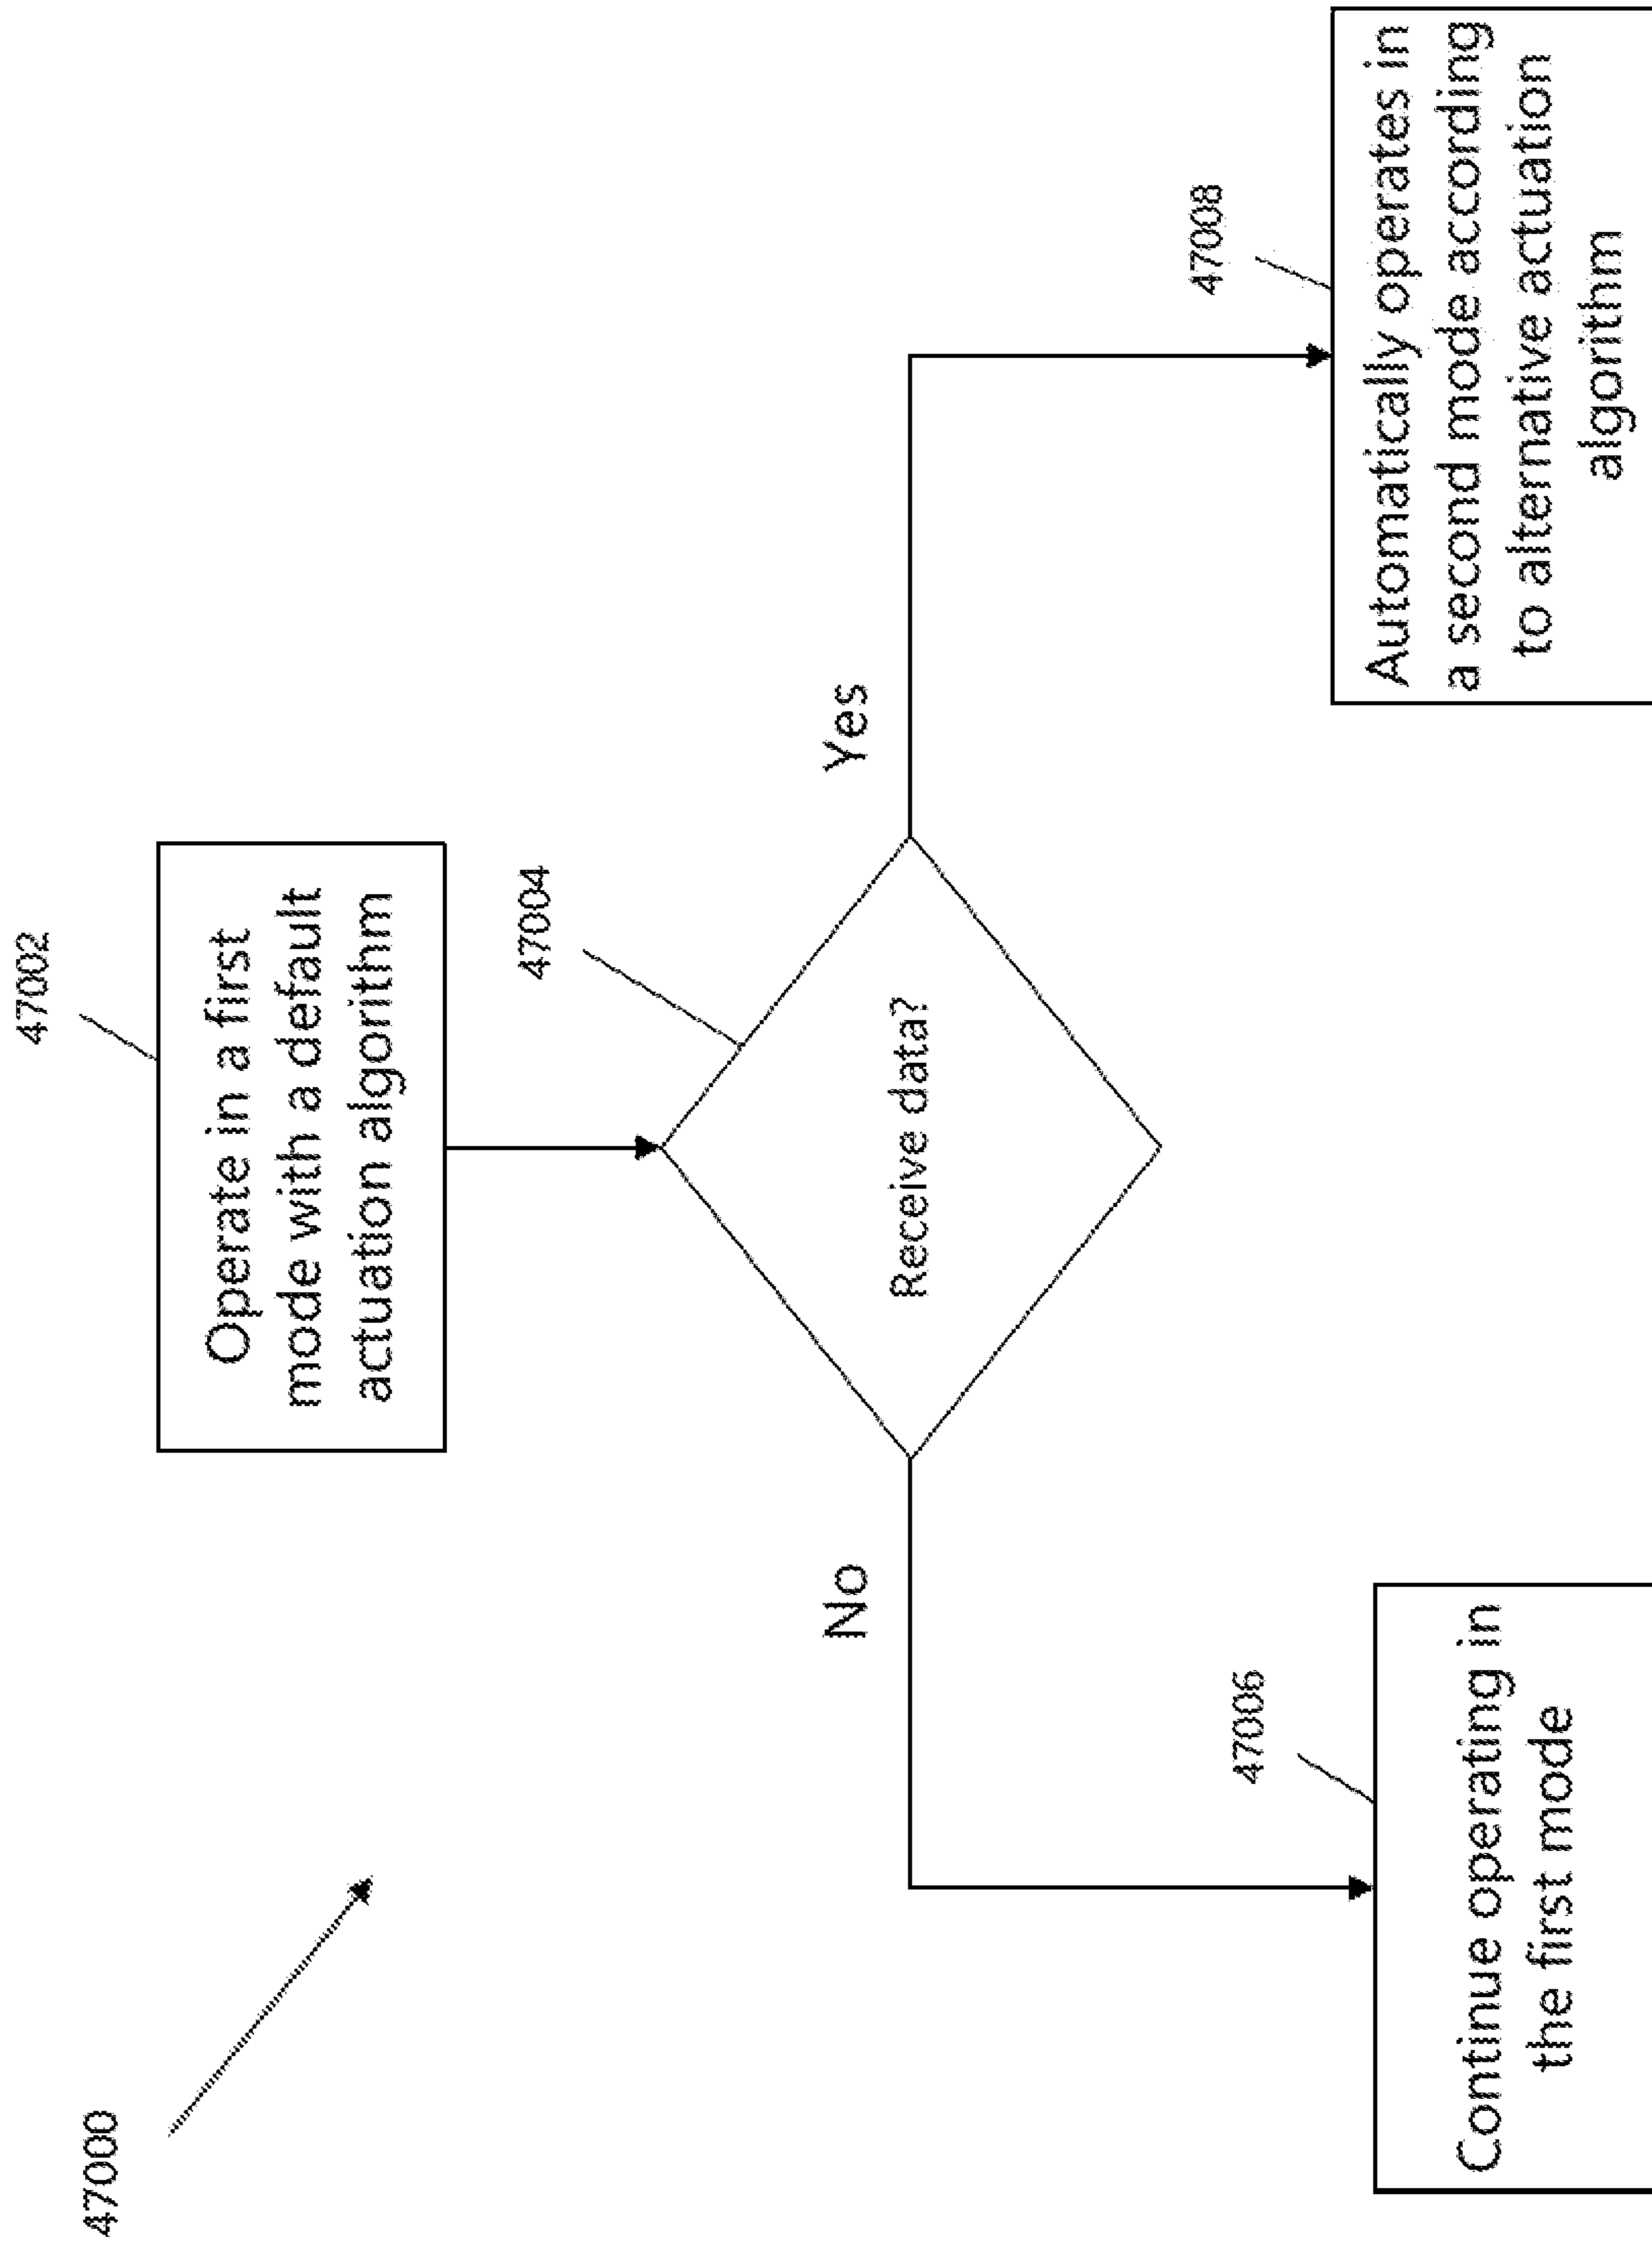 47000
47002
Operate in a first
mode with a default
actuation algorithm
47004
Receive data?
No
Yes
47006
Continue operating in
the first mode
47008
Automatically operates in
a second mode according
to alternative actuation
algorithm